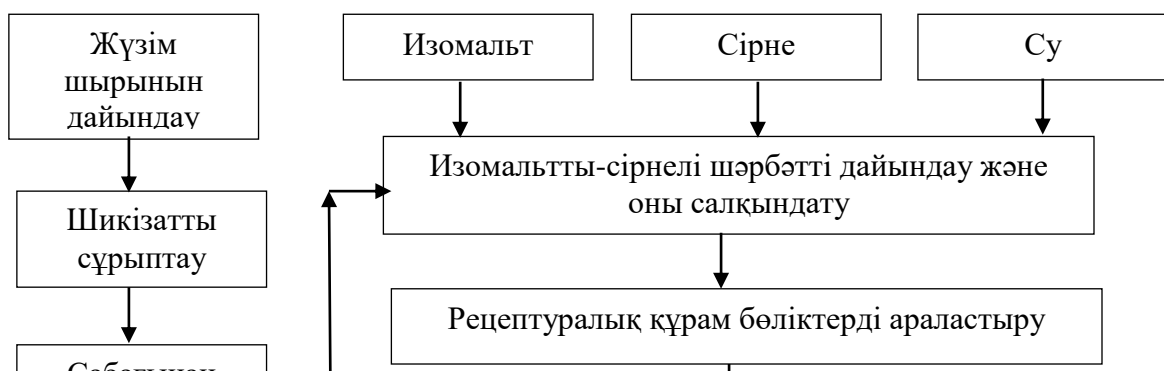 Жүзім
шырынын
дайындау
Шикізатты
сұрыптау
Изомальт
Сірне
Су
Изомальтты-сірнелі шәрбәтті дайындау және
оны салқындату
Рецептуралық құрам бөліктерді араластыру